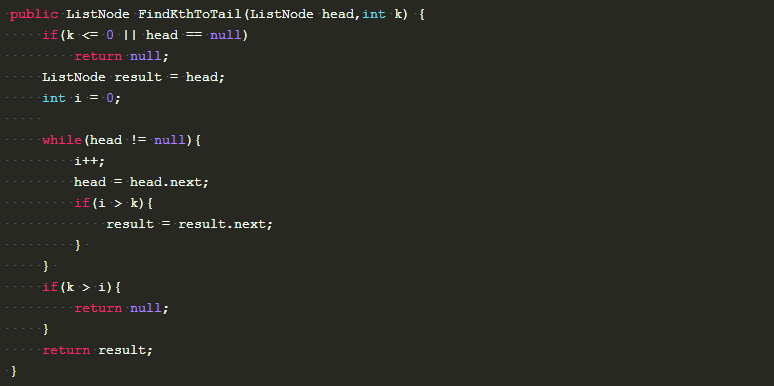 public ListNode FindKthToTail(ListNode head,int k) {
    if(k <= 0 || head == null)
        return null;
    ListNode result = head;
    int i = 0;

    while(head != null){
        i++;
        head = head.next;
        if(i > k){
            result = result.next;
        }
    }
    if(k > i){
        return null;
    }
    return result;
}